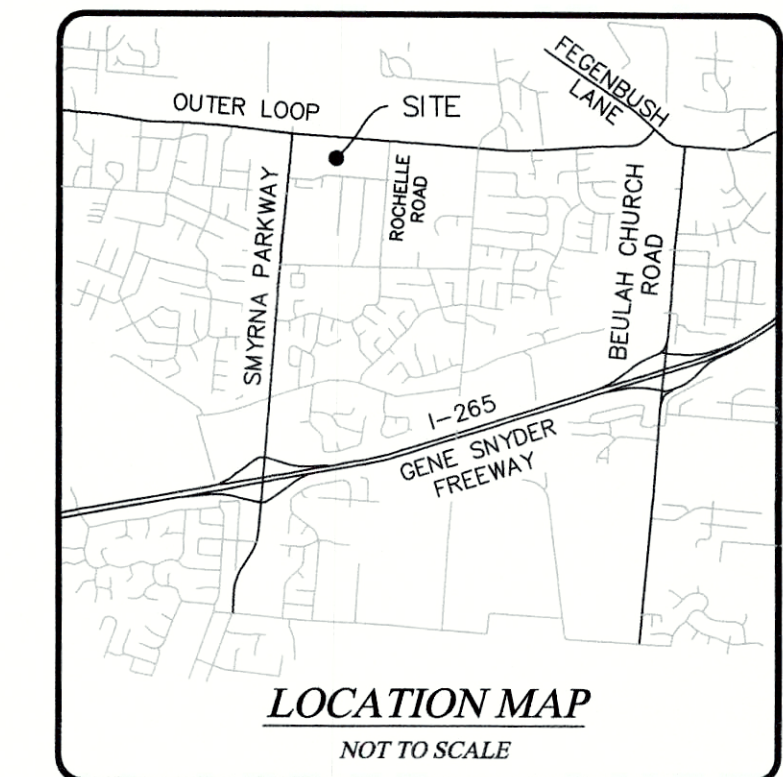 FEGENBUSH
LANE
OUTER LOOP
SITE
ROCHELLE
ROAD
SMYRNA PARKWAY
BEULAH CHURCH
ROAD
I-265
GENE SNYDER
FREEWAY
LOCATION MAP
NOT TO SCALE